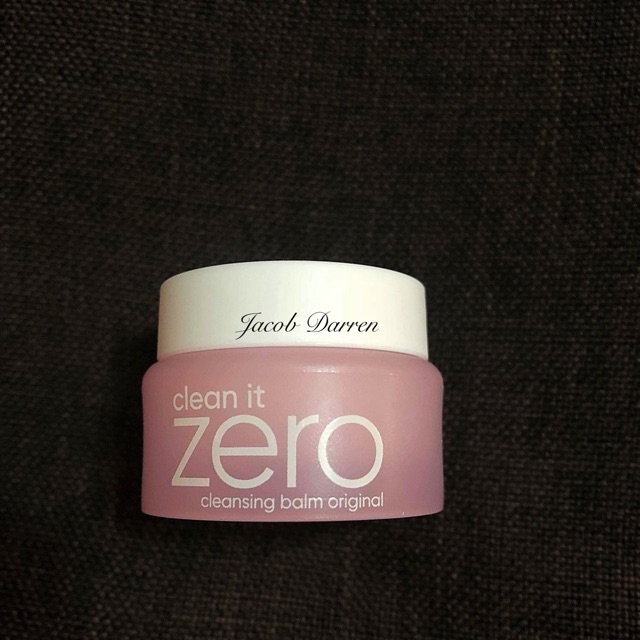 Jacob Darren
clean it
zero
cleansing balm original